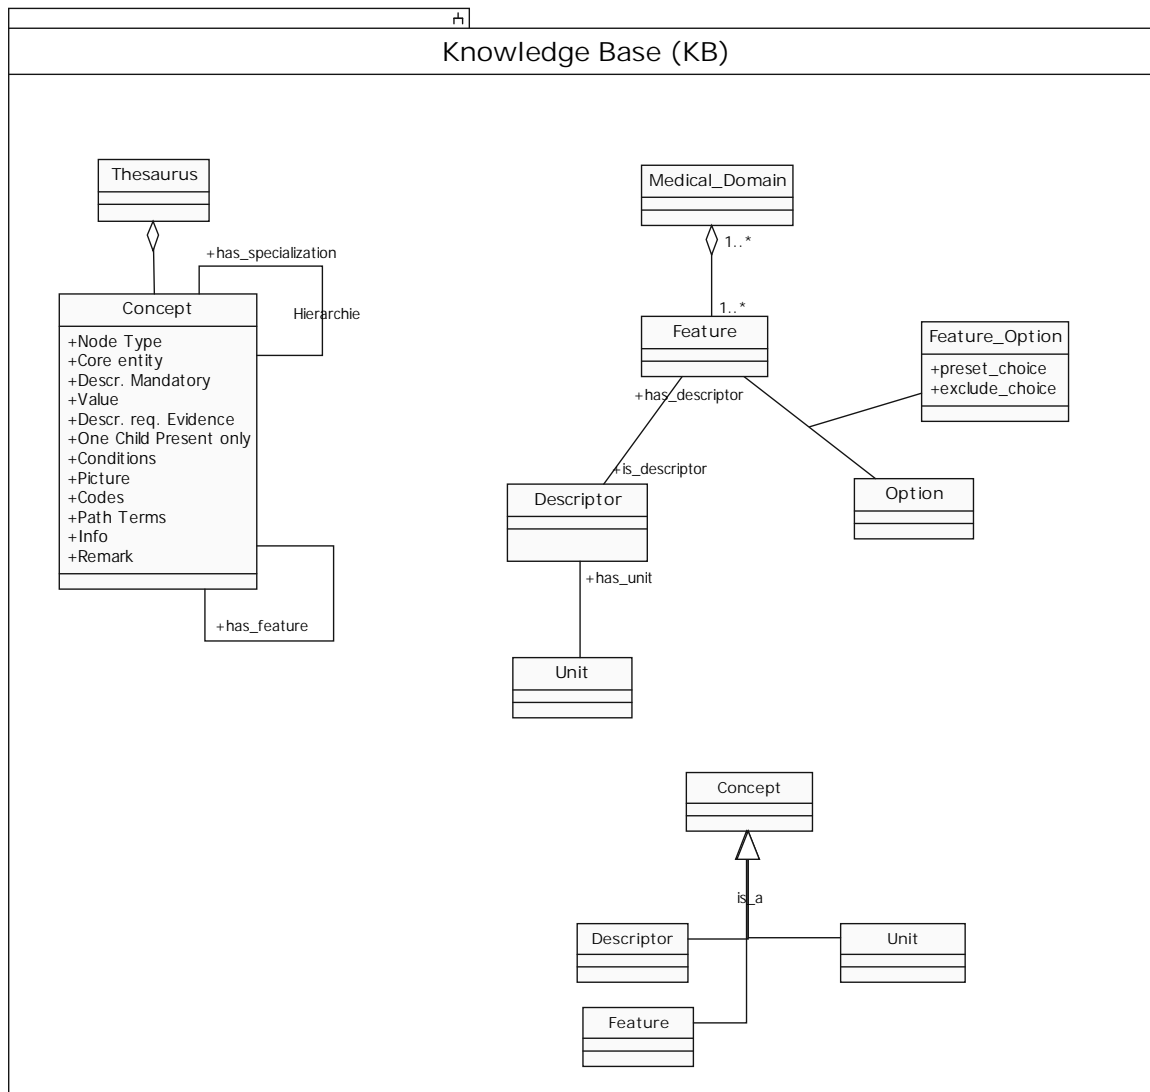 Knowledge Base (KB)
Thesaurus
+has_specialization
Hierarchie
Concept
+Node Type
+Core entity
+Descr. Mandatory
+Value
+Descr. req. Evidence
+One Child Present only
+Conditions
+Picture
+Codes
+Path Terms
+Info
+Remark
+has_feature
Medical_Domain
1..*
1..*
Feature
+has_descriptor
Feature_Option
+preset_choice
+exclude_choice
+is_descriptor
Descriptor
Option
+has_unit
Unit
Concept
is_a
Descriptor
Unit
Feature